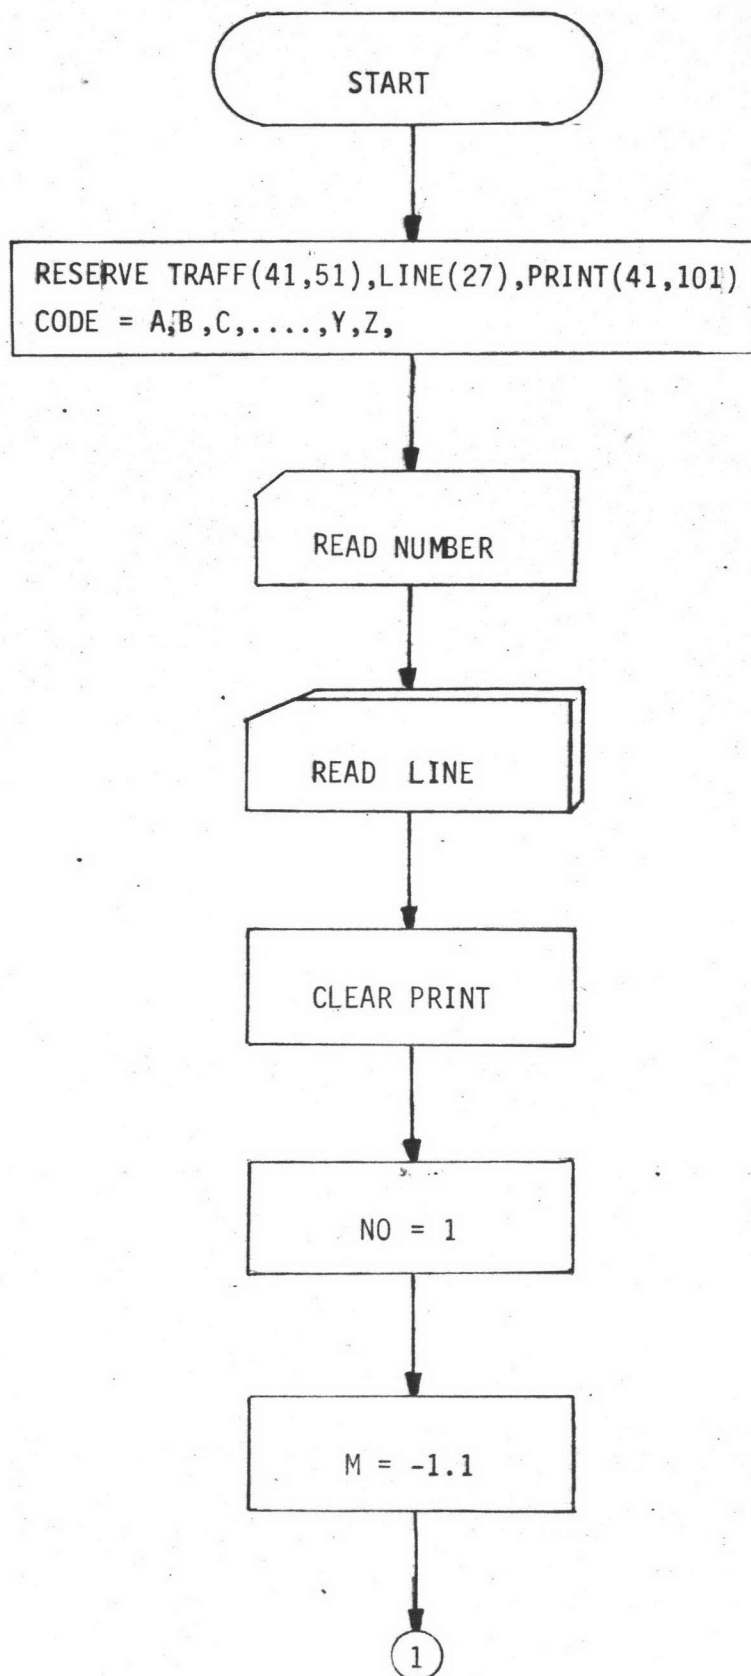 START
RESERVE TRAFF(41,51),LINE(27),PRINT(41,101)
CODE = A,B,C,....,Y,Z,
READ NUMBER
READ LINE
CLEAR PRINT
NO = 1
M = -1.1
1